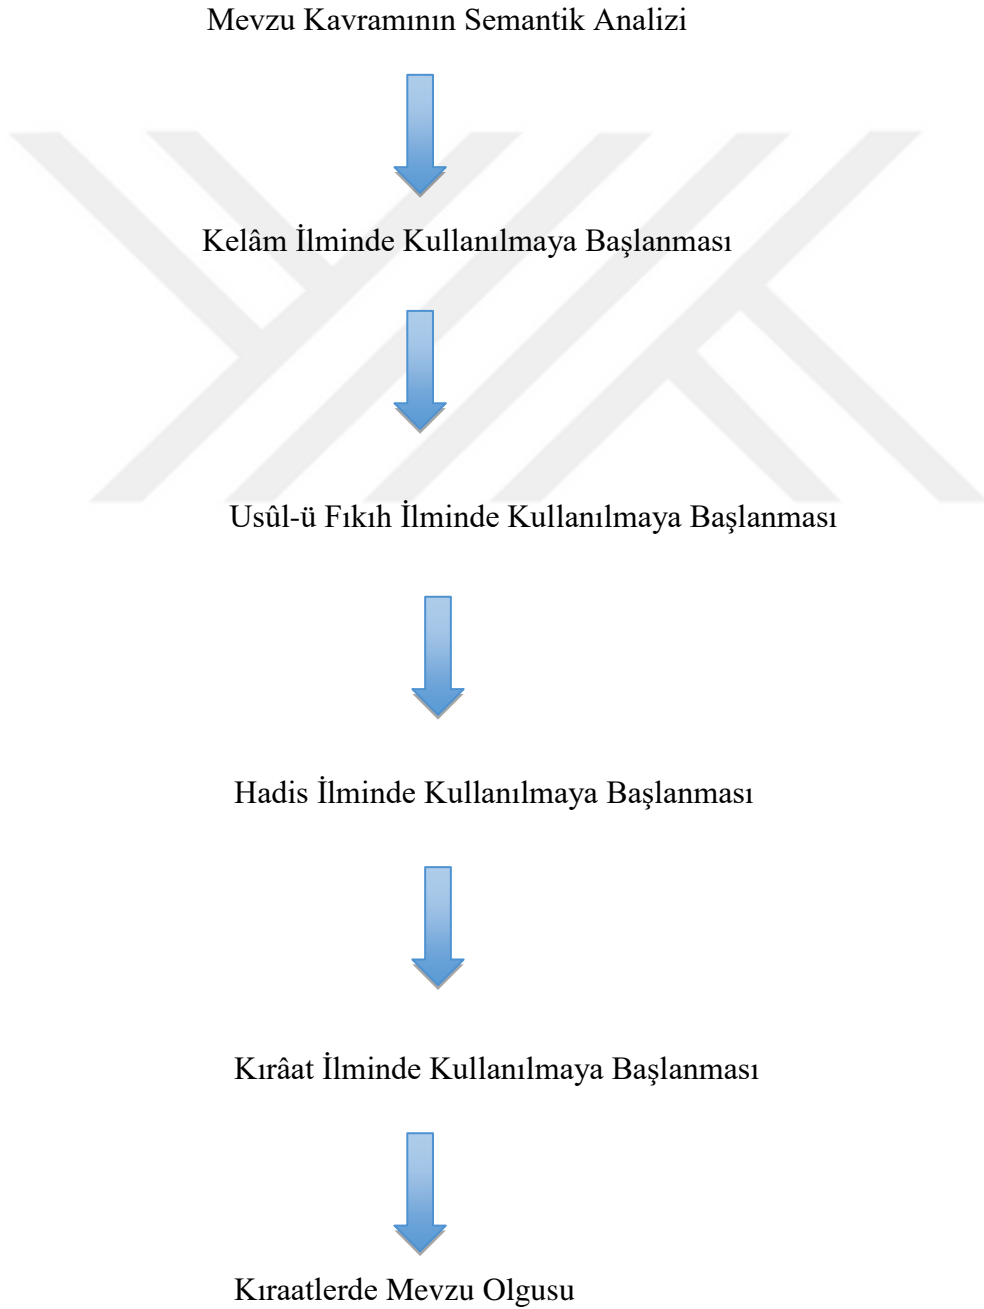 Mevzu Kavramının Semantik Analizi
Kelâm İlminde Kullanılmaya Başlanması
Usûl-ü Fıkıh İlminde Kullanılmaya Başlanması
Hadis İlminde Kullanılmaya Başlanması
Kırâat İlminde Kullanılmaya Başlanması
Kıraatlerde Mevzu Olgusu